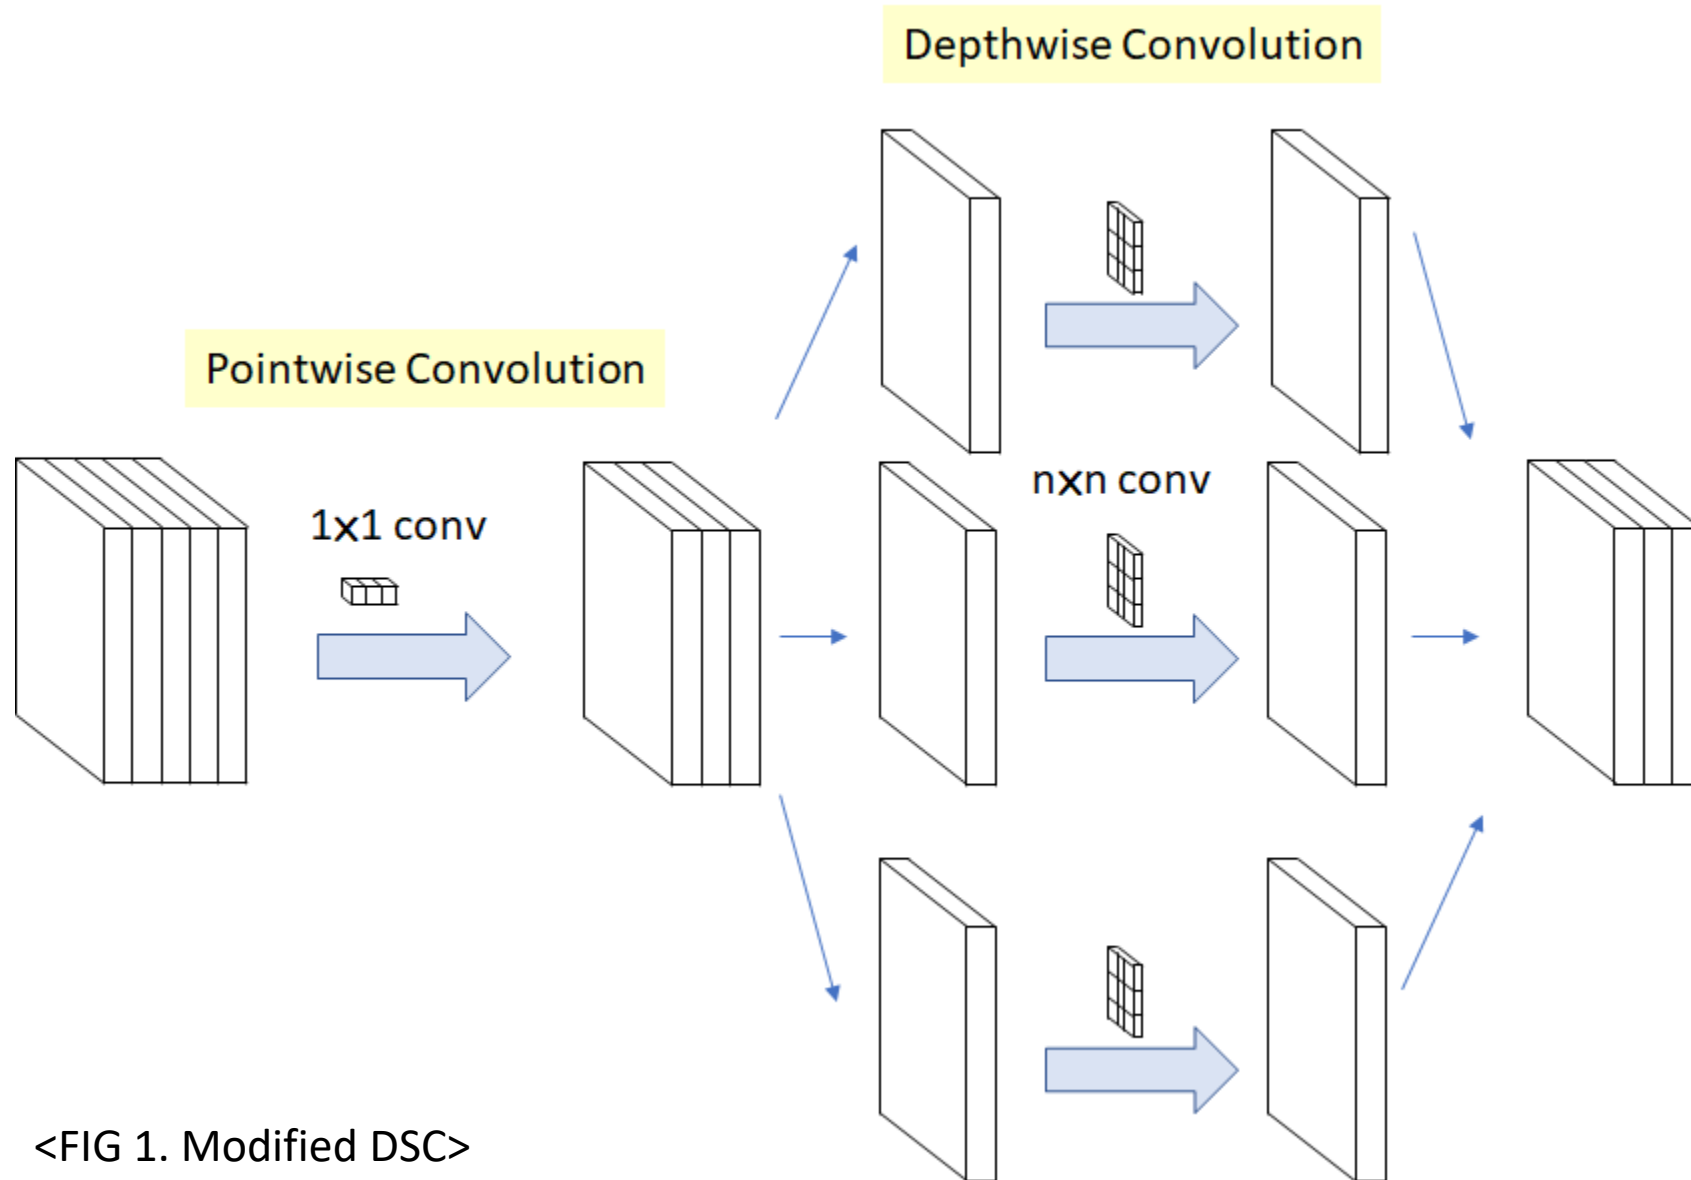 Depthwise Convolution
Pointwise Convolution
1x1 conv
nxn conv
<FIG 1. Modified DSC>